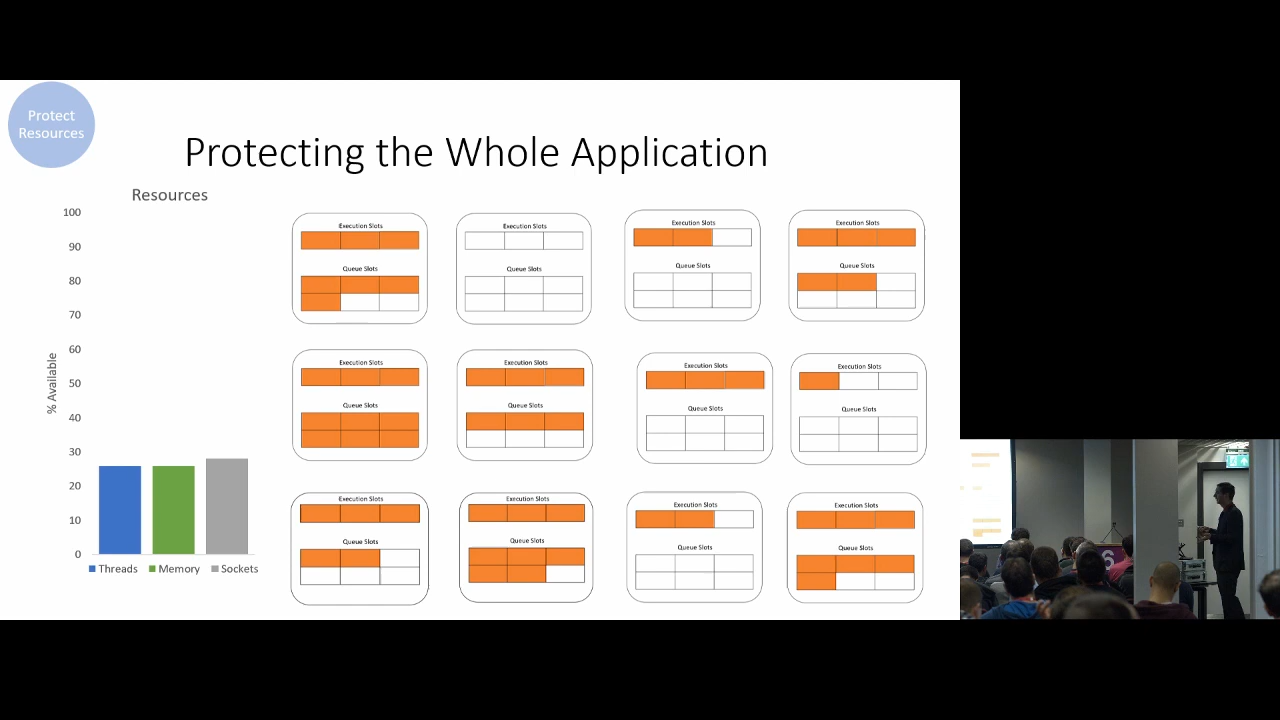 Protect
Resources
Protecting the Whole Application
Resources
100
90
80
70
60
50
40
30
20
10
0
% Available
Threads
Memory
Sockets
Execution Slots
Queue Slots
Execution Slots
Queue Slots
Execution Slots
Queue Slots
Execution Slots
Queue Slots
Execution Slots
Queue Slots
Execution Slots
Queue Slots
Execution Slots
Queue Slots
Execution Slots
Queue Slots
Execution Slots
Queue Slots
Execution Slots
Queue Slots
Execution Slots
Queue Slots
Execution Slots
Queue Slots
6